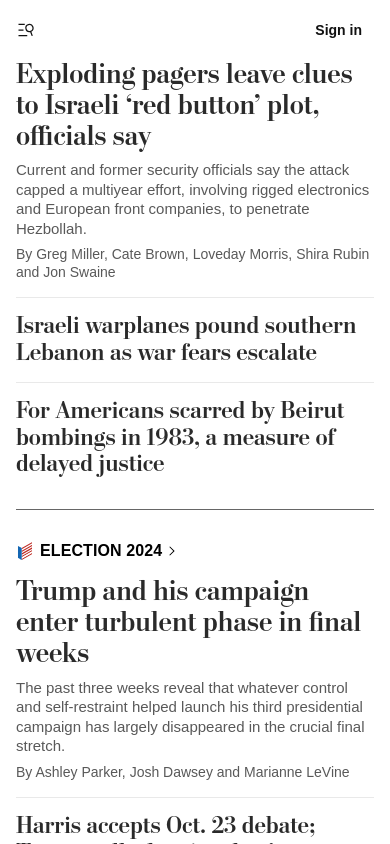 Sign in
Exploding pagers leave clues
to Israeli ‘red button’ plot,
officials say
Current and former security officials say the attack
capped a multiyear effort, involving rigged electronics
and European front companies, to penetrate
Hezbollah.
By Greg Miller, Cate Brown, Loveday Morris, Shira Rubin
and Jon Swaine
Israeli warplanes pound southern
Lebanon as war fears escalate
For Americans scarred by Beirut
bombings in 1983, a measure of
delayed justice
ELECTION 2024
Trump and his campaign
enter turbulent phase in final
weeks
The past three weeks reveal that whatever control
and self-restraint helped launch his third presidential
campaign has largely disappeared in the crucial final
stretch.
By Ashley Parker, Josh Dawsey and Marianne LeVine
Harris accepts Oct. 23 debate;